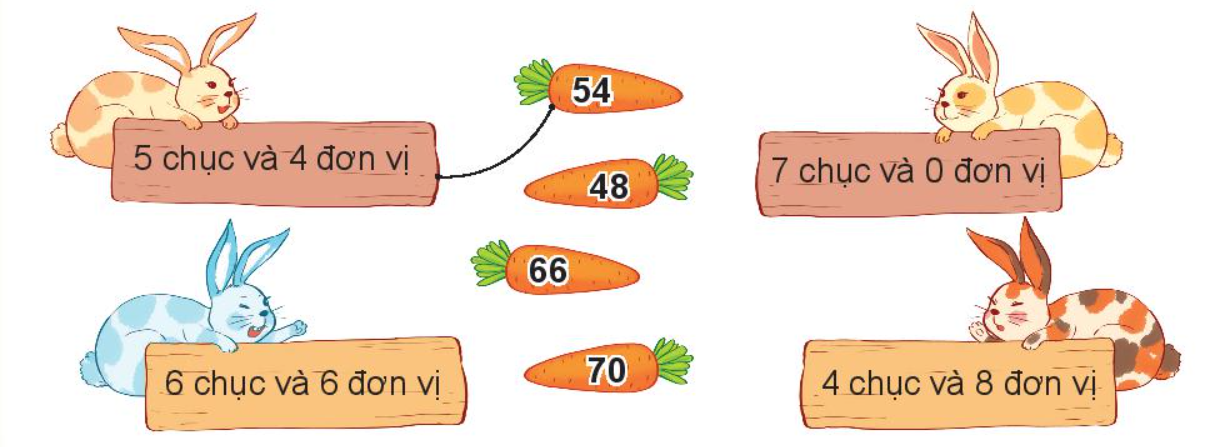 5 chục và 4 đơn vị
54
48
7 chục và 0 đơn vị
66
6 chục và 6 đơn vị
70
4 chục và 8 đơn vị